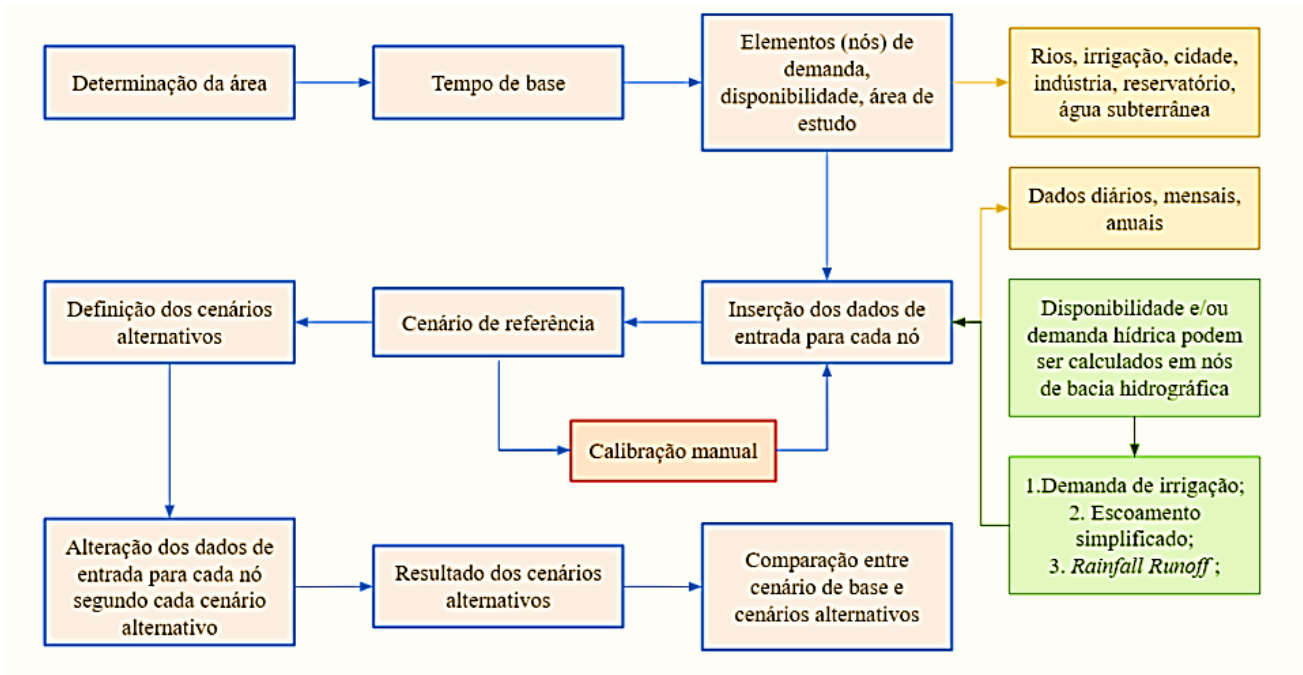 Determinação da área
Tempo de base
Elementos (nós) de
demanda,
disponibilidade, área de
estudo
Rios, irrigação, cidade,
indústria, reservatório,
água subterrânea
Dados diários, mensais,
anuais
Definição dos cenários
alternativos
Cenário de referência
Inserção dos dados de
entrada para cada nó
Disponibilidade e/ou
demanda hídrica podem
ser calculados em nós
de bacia hidrográfica
Calibração manual
1.Demanda de irrigação;
2. Escoamento
simplificado;
3. Rainfall Runoff ;
Alteração dos dados de
entrada para cada nó
segundo cada cenário
alternativo
Resultado dos cenários
alternativos
Comparação entre
cenário de base e
cenários alternativos